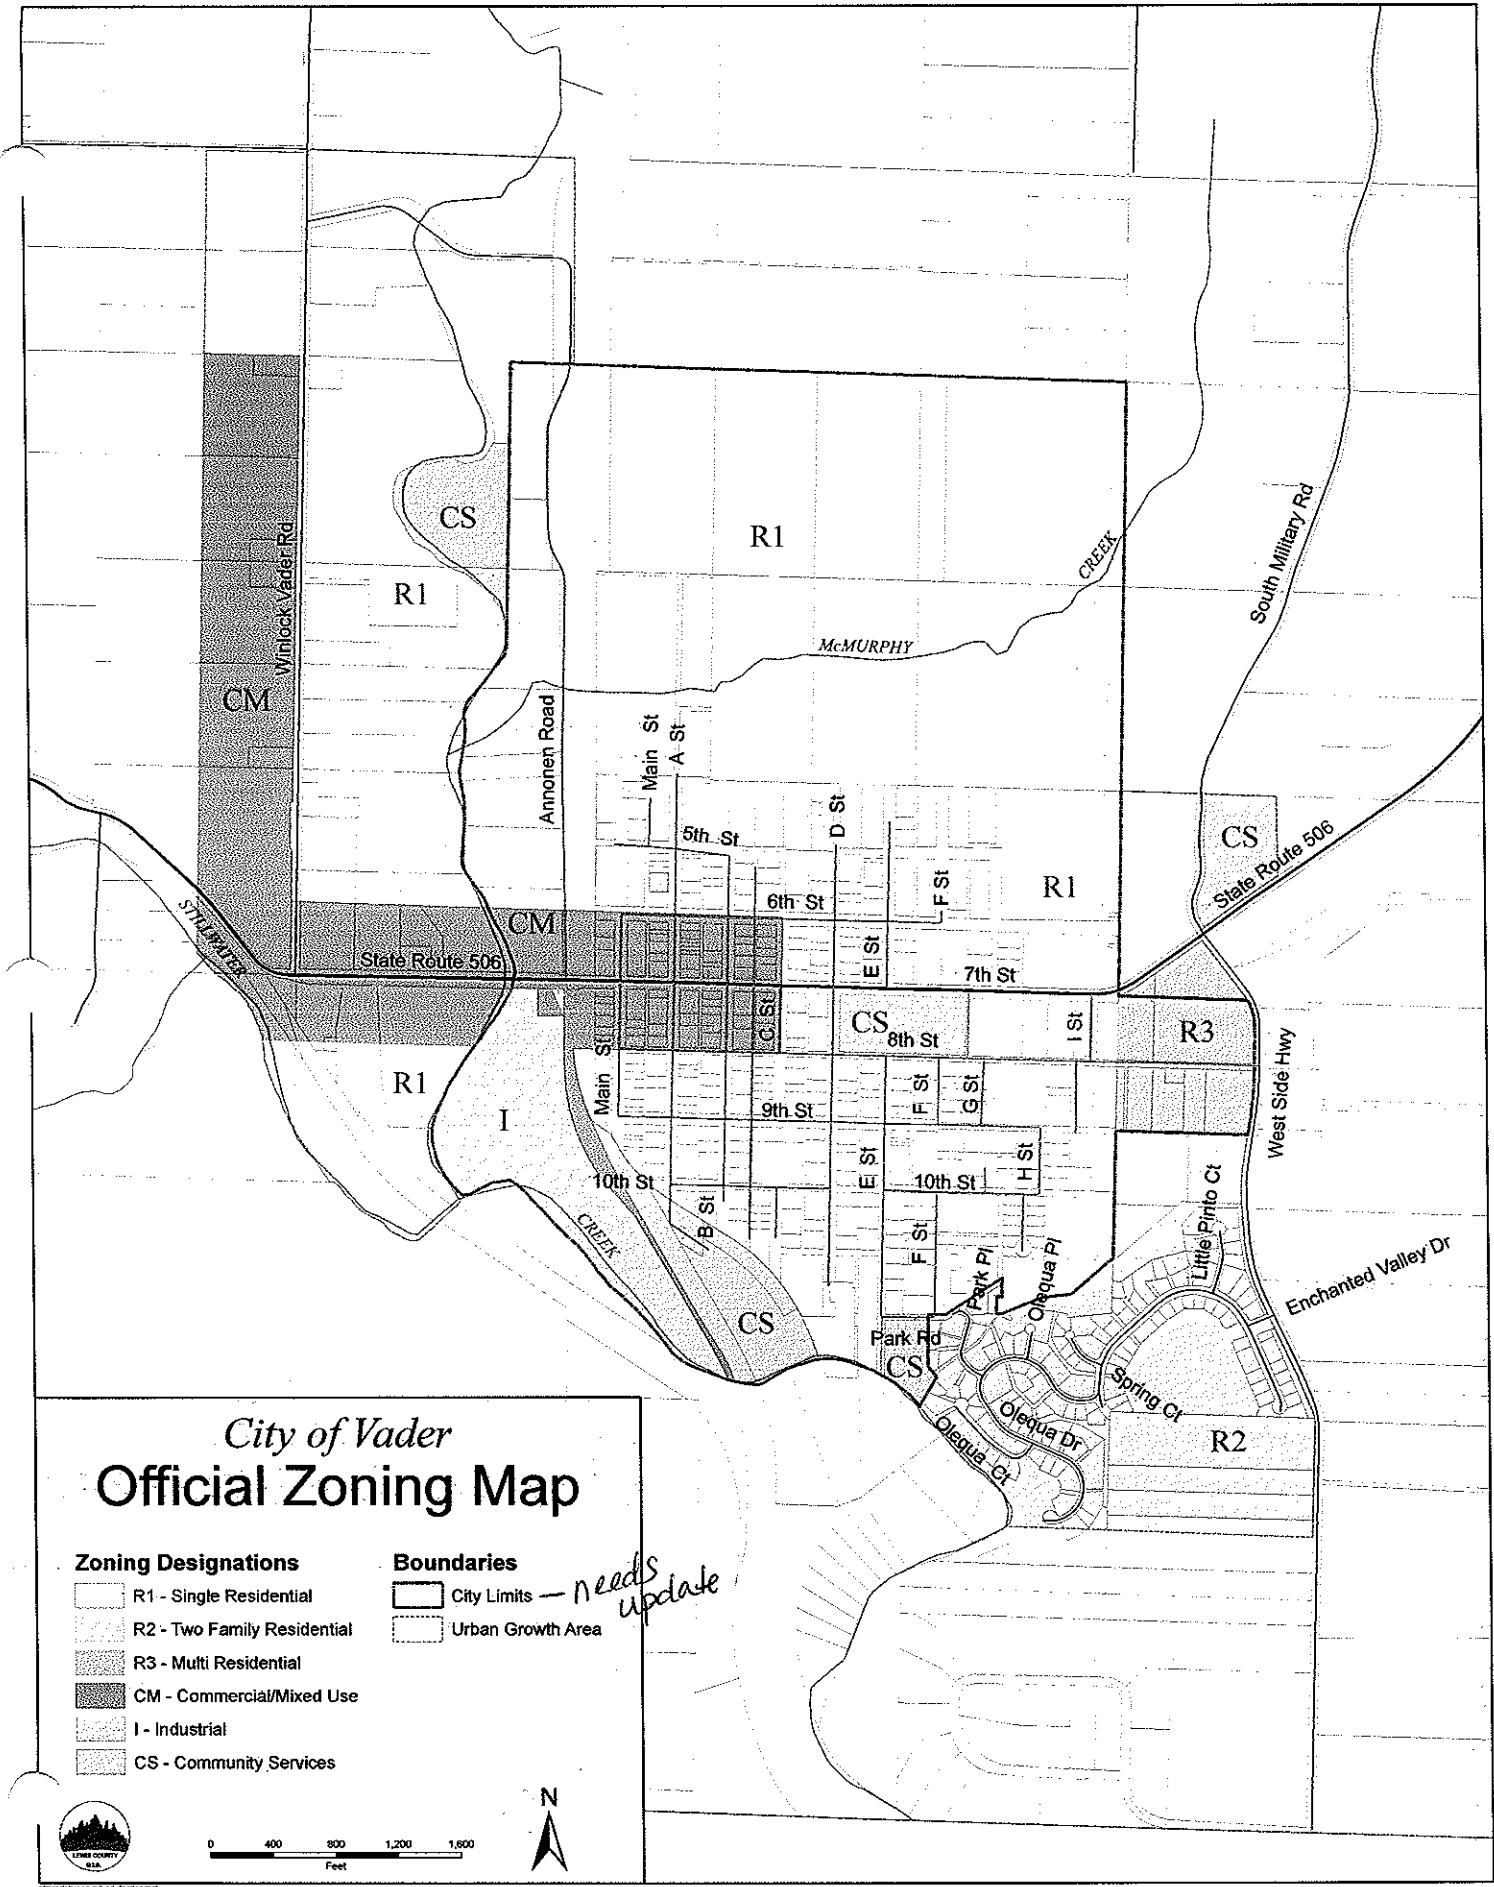 CS
R1
R1
CREEK
South Military Rd
Winlock Vader Rd
McMURPHY
CM
Annonen Road
Main St
A St
D St
5th St
CS
State Route 506
F St
R1
6th St
STILLWATER
CM
State Route 506
E St
7th St
C St
CS
8th St
I St
R3
West Side Hwy
R1
I
Main St
9th St
F St
G St
10th St
E St
10th St
H St
B St
CREEK
F St
Park Pl
Olequa Pl
Little Pinto Ct
Enchanted Valley Dr
CS
Park Rd
CS
Spring Ct
Olequa Dr
Olequa Ct
R2
City of Vader
Official Zoning Map
Zoning Designations
R1 - Single Residential
R2 - Two Family Residential
R3 - Multi Residential
CM - Commercial/Mixed Use
I - Industrial
CS - Community Services
Boundaries
City Limits — needs update
Urban Growth Area
LEWIS COUNTY
G.I.S.
0 400 800 1,200 1,600
Feet
N